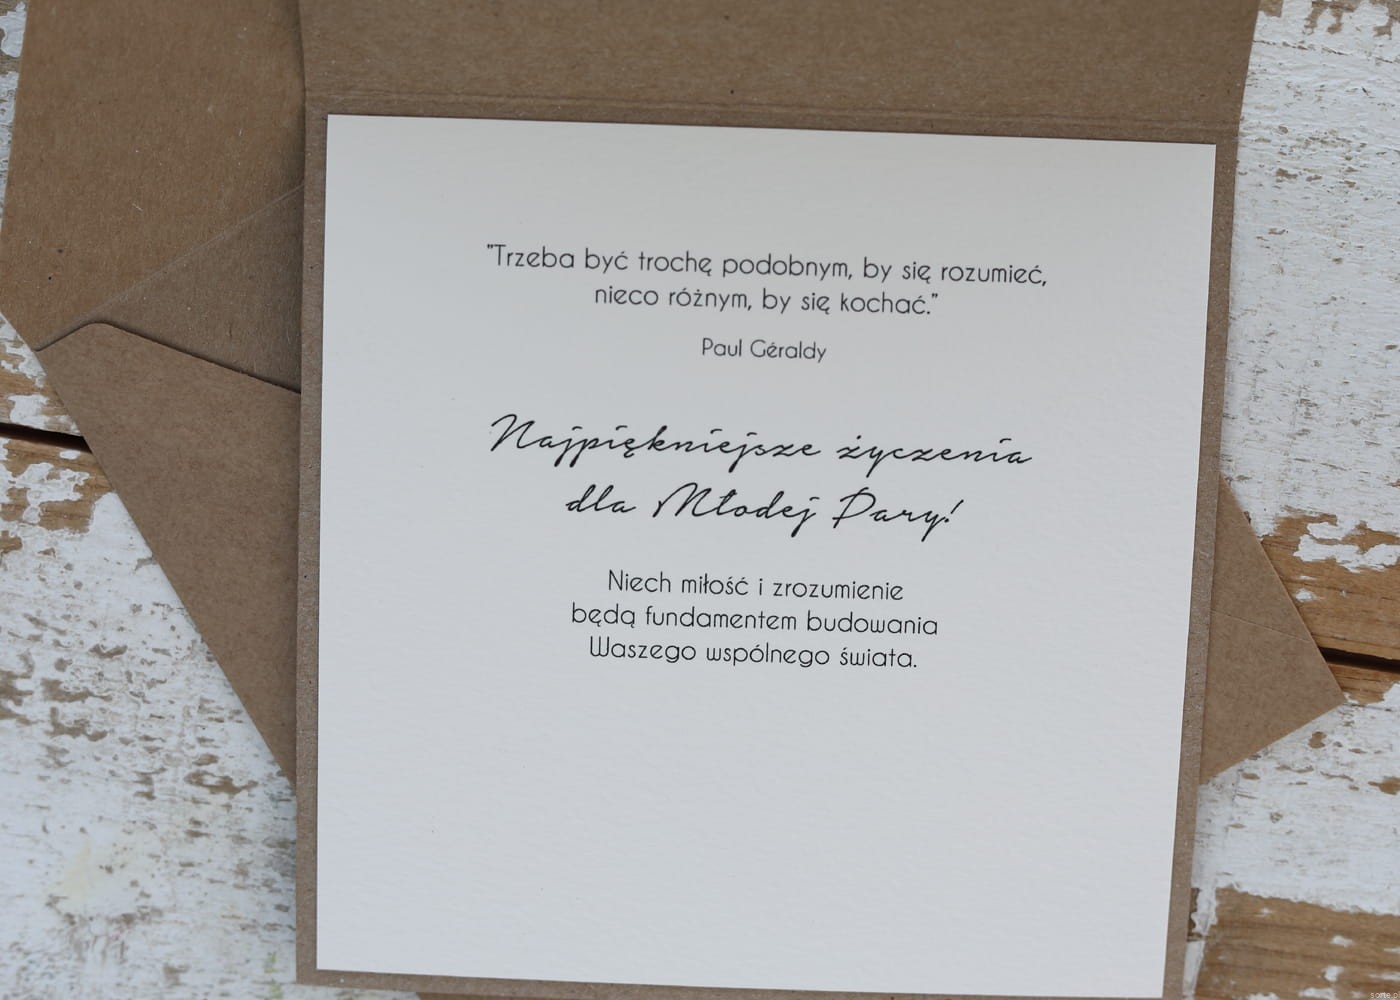 "Trzeba być trochę podobnym, by się rozumieć,
nieco różnym, by się kochać."
Paul Géraldy
Najpiękniejsze życzenia
dla Młodej Pary!
Niech miłość i zrozumienie
będą fundamentem budowania
Waszego wspólnego świata.